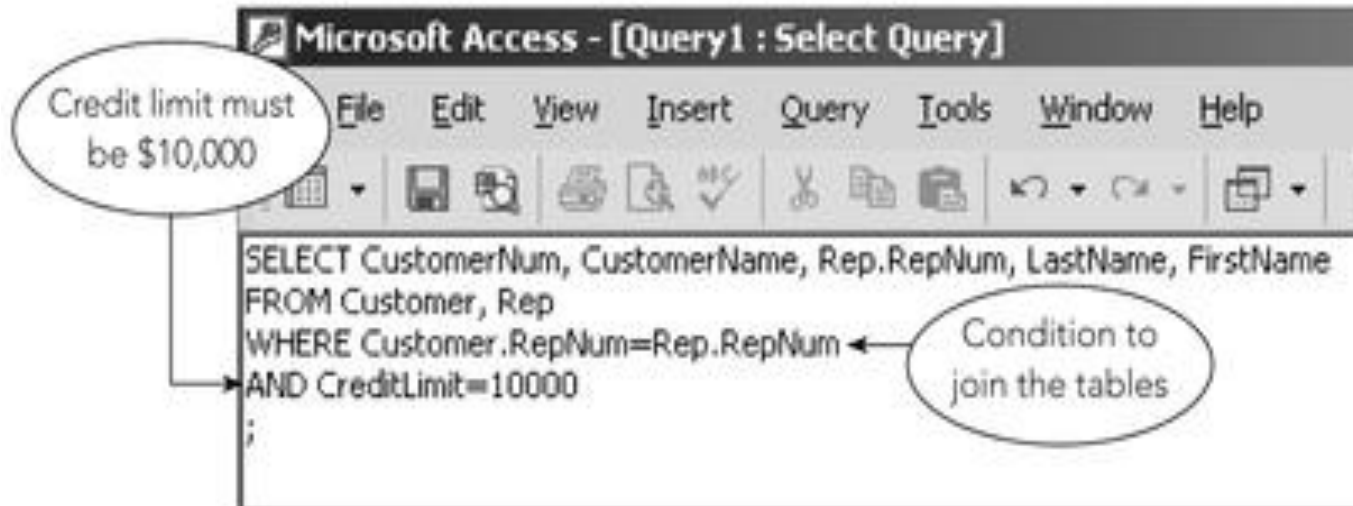 Microsoft Access - [Query1 : Select Query]
Credit limit must
be $10,000
File Edit View Insert Query Tools Window Help
SELECT CustomerNum, CustomerName, Rep.RepNum, LastName, FirstName
FROM Customer, Rep
WHERE Customer.RepNum=Rep.RepNum
AND CreditLimit=10000
;
Condition to
join the tables